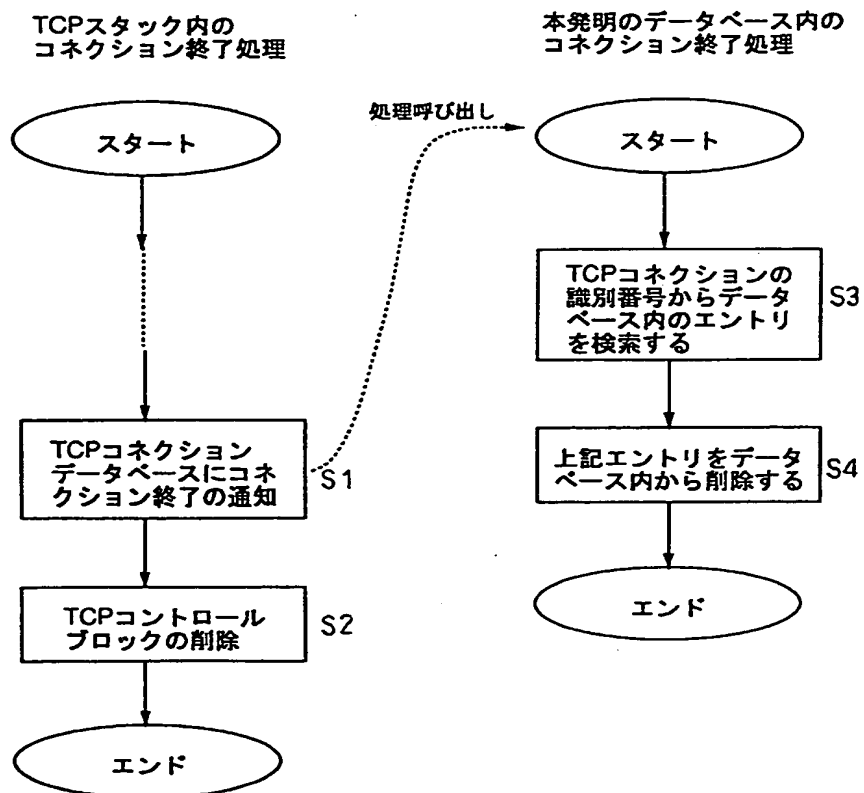 TCPスタック内の
コネクション終了処理
スタート
TCPコネクション
データベースにコネ
クション終了の通知
S1
TCPコントロール
ブロックの削除
S2
エンド
処理呼び出し
本発明のデータベース内の
コネクション終了処理
スタート
TCPコネクションの
識別番号からデータ
ベース内のエントリ
を検索する
S3
上記エントリをデータ
ベース内から削除する
S4
エンド